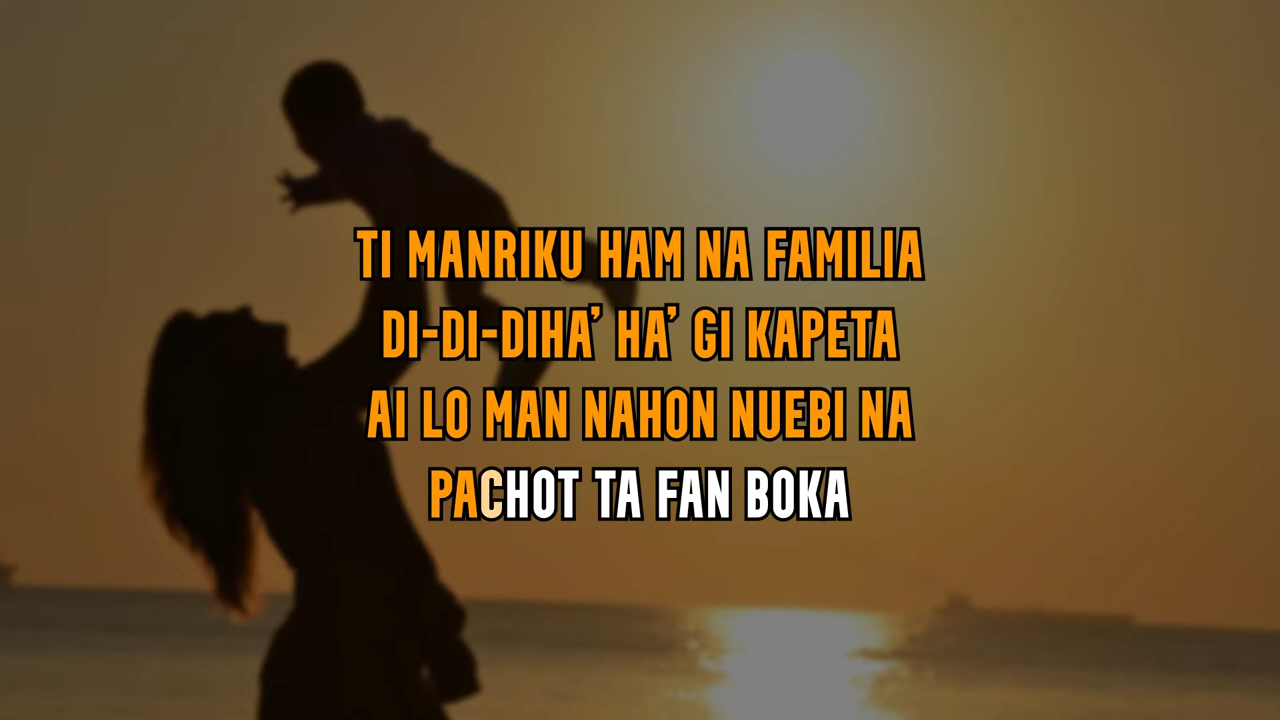 TI MANRIKU HAM NA FAMILIA
DI-DI-DIHA’ HA’ GI KAPETA
AI LO MAN NAHON NUEBI NA
PACHOT TA FAN BOKA